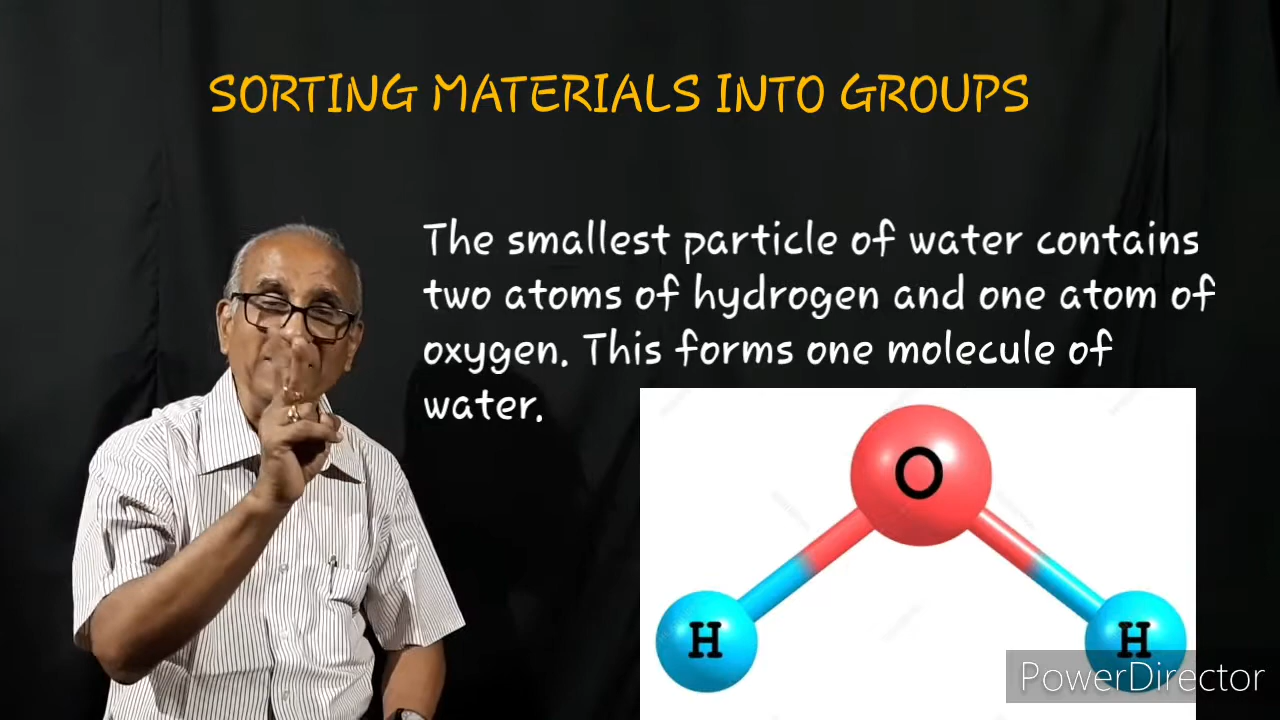 SORTING MATERIALS INTO GROUPS
The smallest particle of water contains
two atoms of hydrogen and one atom of
oxygen. This forms one molecule of
water.
O
H
H
PowerDirector